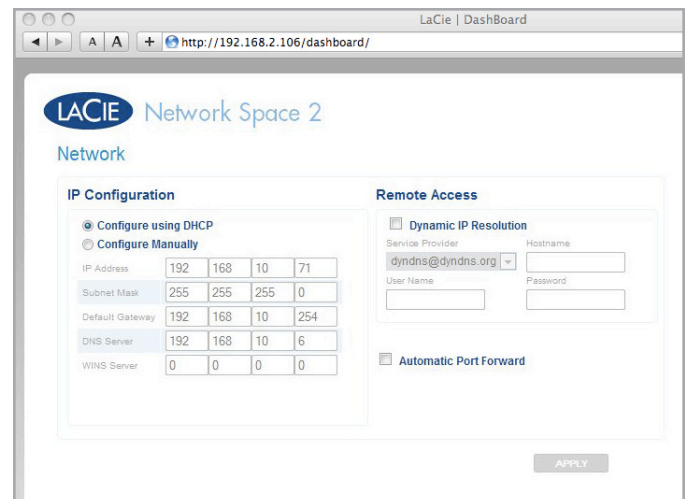 LaCie | DashBoard
A A + http://192.168.2.106/dashboard/
LACIE Network Space 2
Network
IP Configuration
Configure using DHCP
Configure Manually
IP Address 192 168 10 71
Subnet Mask 255 255 255 0
Default Gateway 192 168 10 254
DNS Server 192 168 10 6
WINS Server 0 0 0 0
Remote Access
Dynamic IP Resolution
Service Provider Hostname
dyndns@dyndns.org
User Name Password
Automatic Port Forward
APPLY